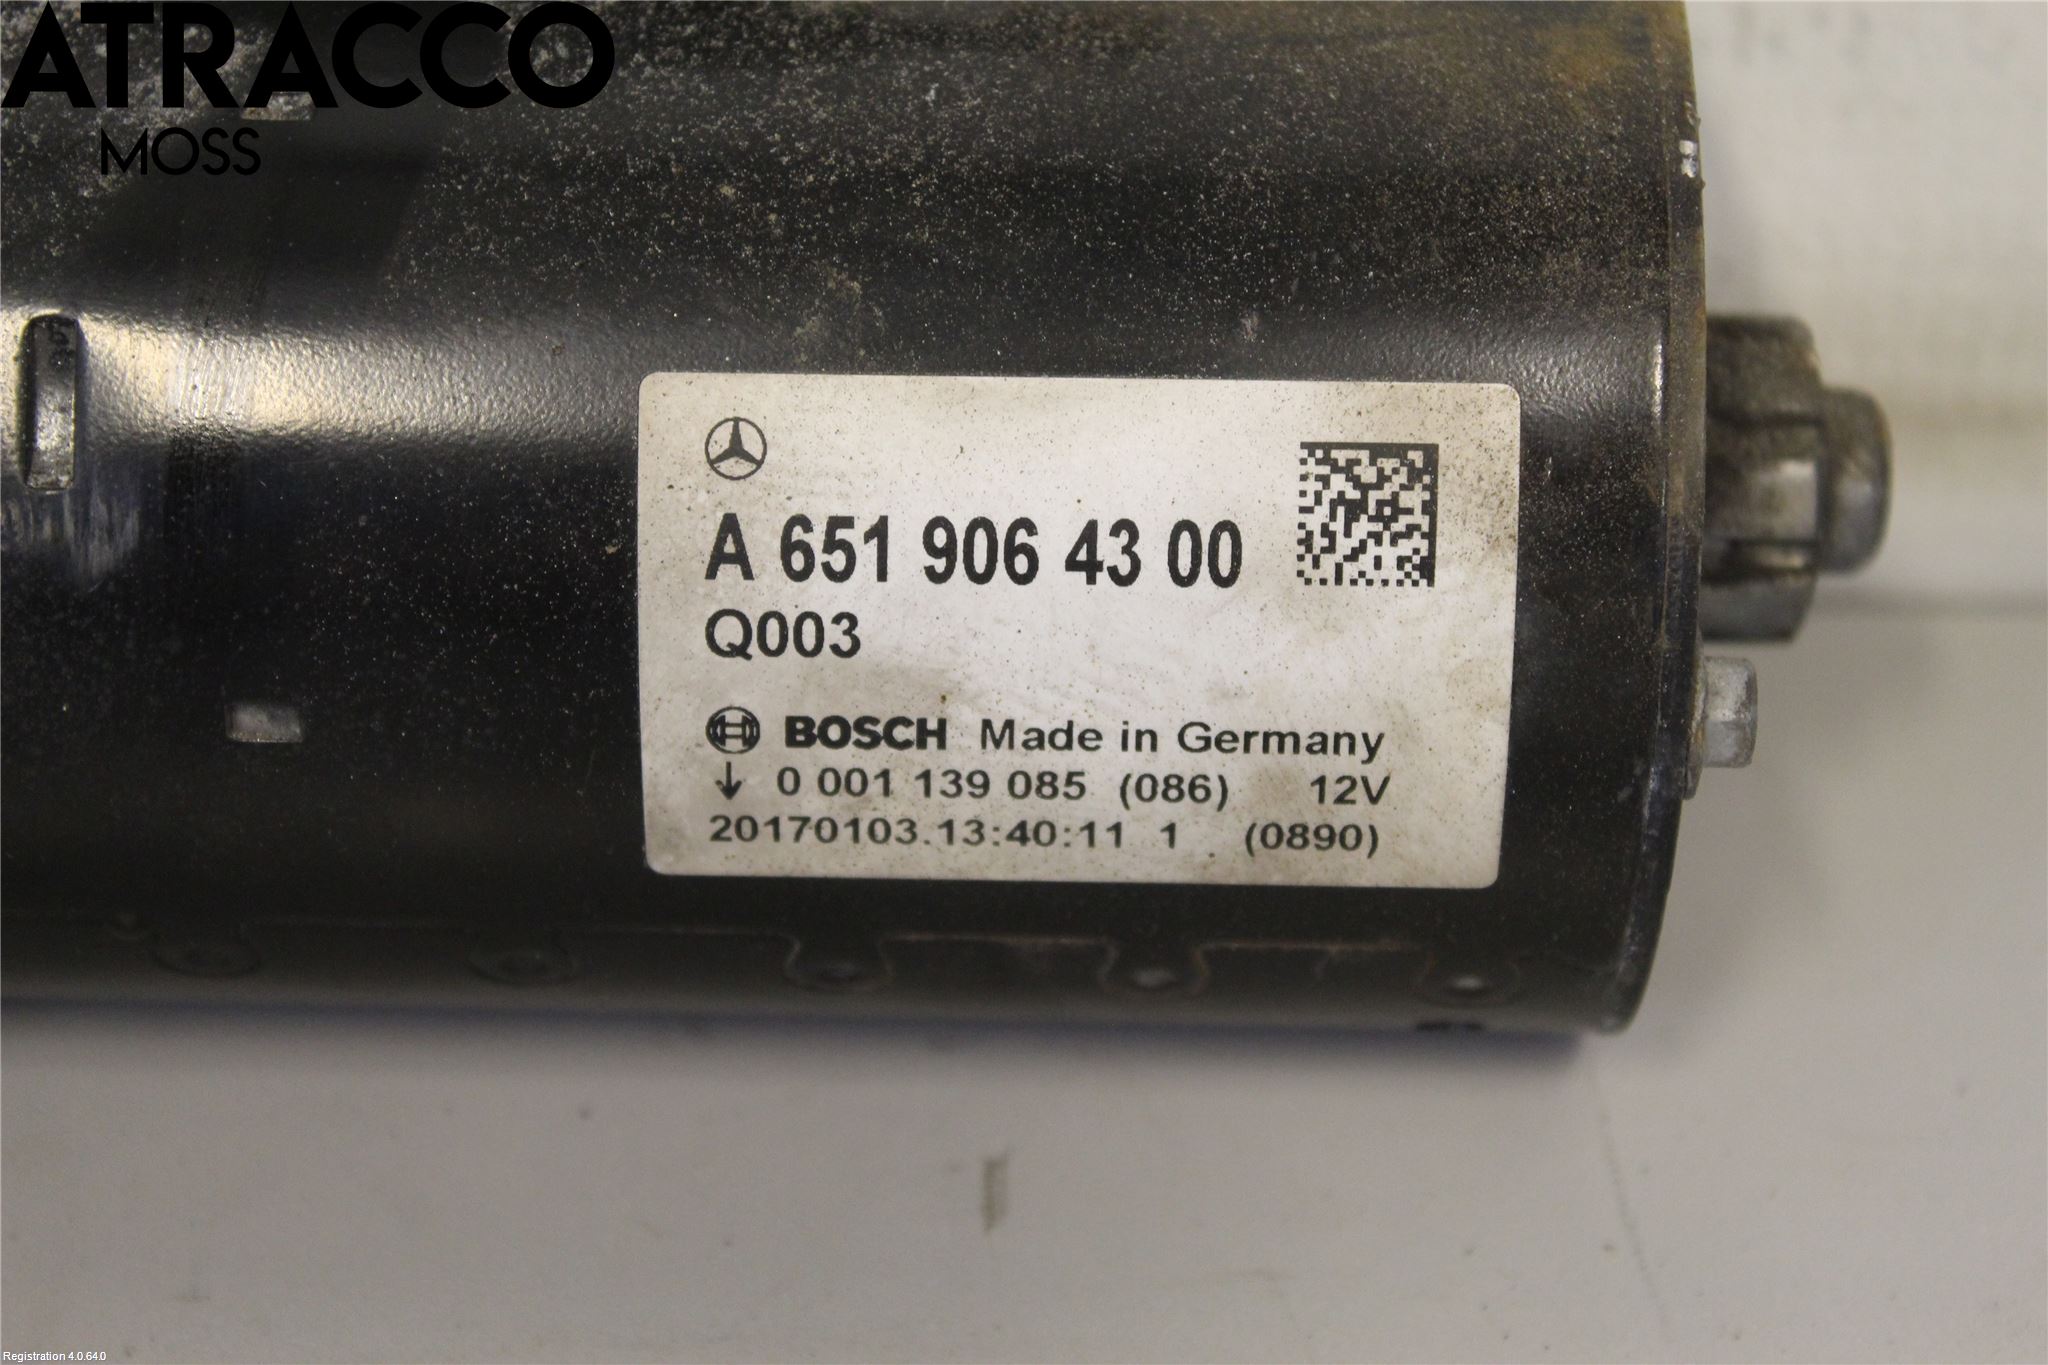 ATRACCO
MOSS
A 651 906 43 00
Q003
BOSCH Made in Germany
↓ 0 001 139 085 (086) 12V
20170103.13:40:11 1 (0890)
Registration 4.0.64.0